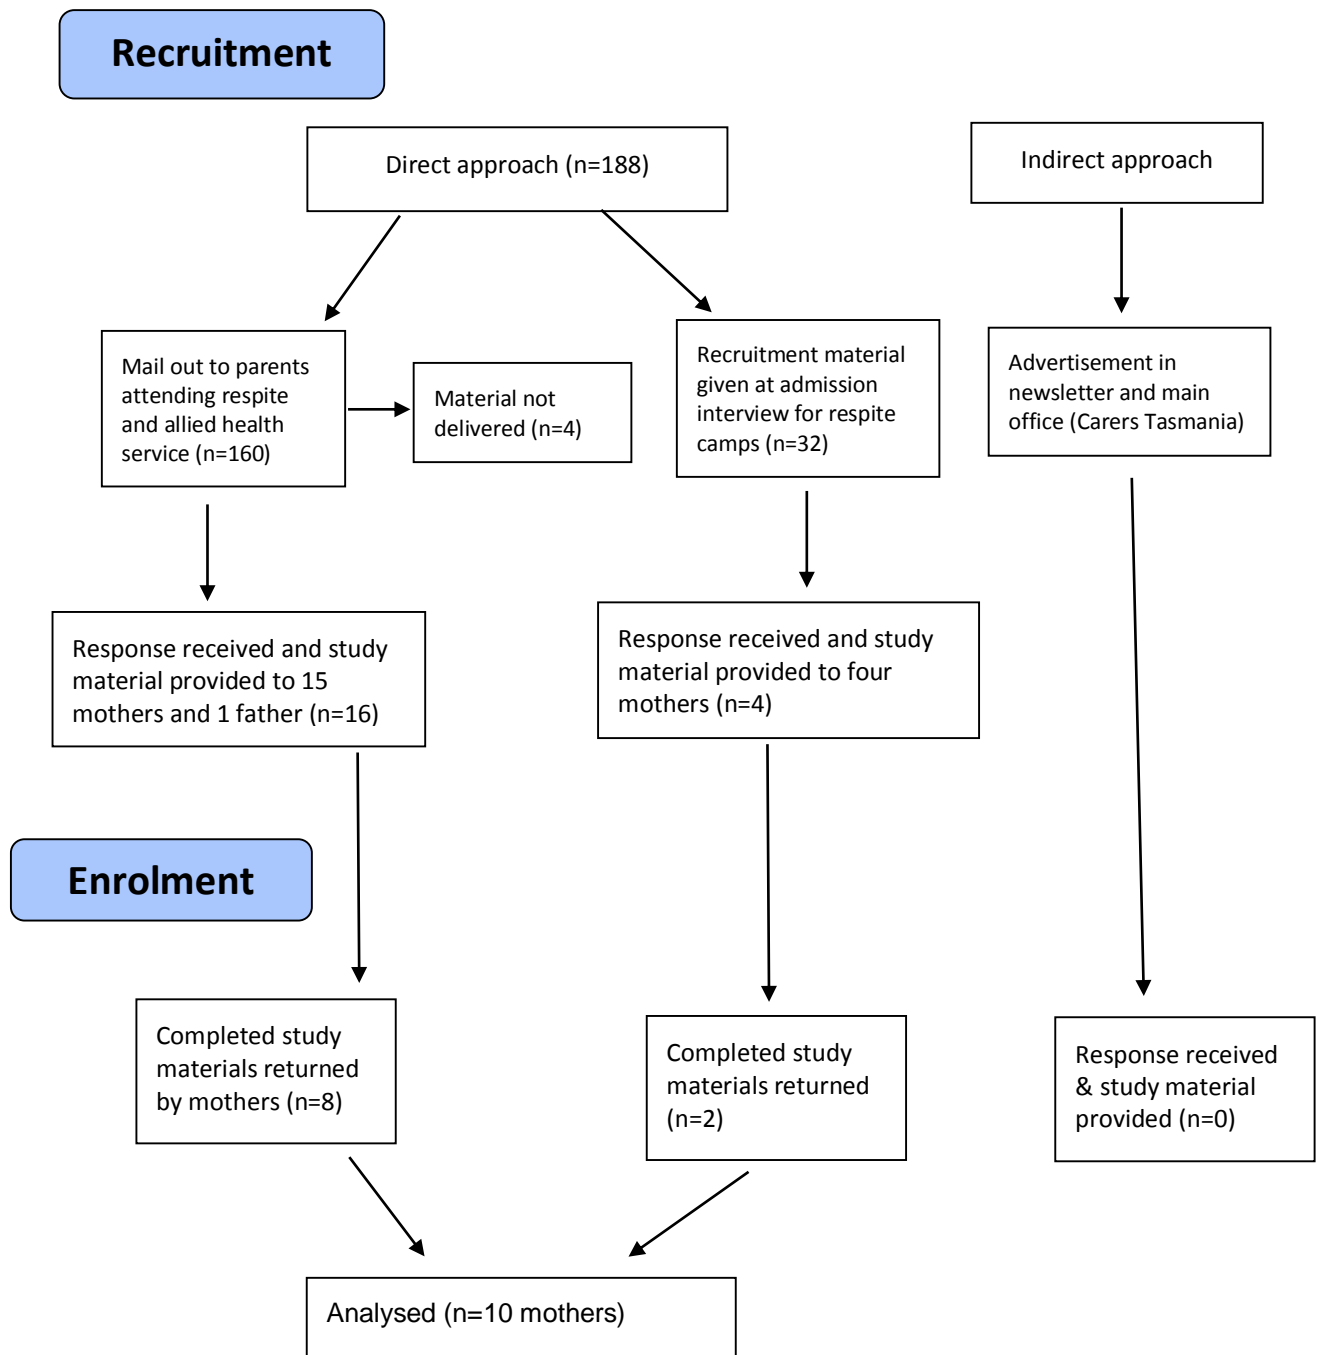 Recruitment
Direct approach (n=188)
Indirect approach
Mail out to parents
attending respite
and allied health
service (n=160)
Material not
delivered (n=4)
Recruitment material
given at admission
interview for respite
camps (n=32)
Advertisement in
newsletter and main
office (Carers Tasmania)
Response received and study
material provided to 15
mothers and 1 father (n=16)
Response received and study
material provided to four
mothers (n=4)
Enrolment
Completed study
materials returned
by mothers (n=8)
Completed study
materials returned
(n=2)
Response received
& study material
provided (n=0)
Analysed (n=10 mothers)